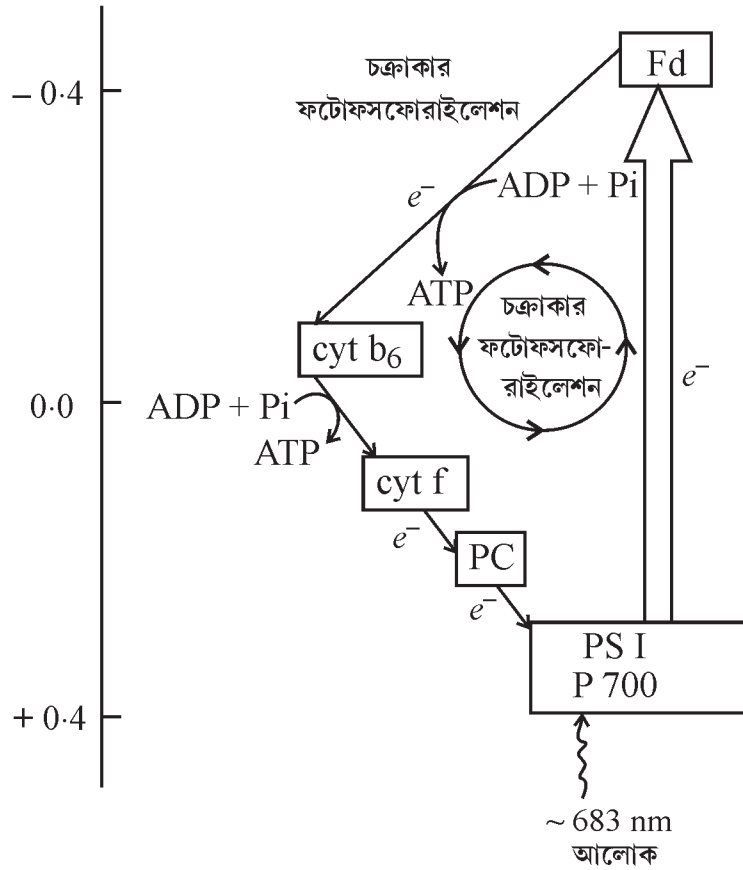 চক্রাকার
ফটোফসফোরাইলেশন
Fd
– 0·4
ADP + Pi
e⁻
ATP
চক্রাকার
ফটোফসফো-
রাইলেশন
cyt b₆
e⁻
0·0
ADP + Pi
ATP
cyt f
e⁻
PC
e⁻
PS I
P 700
+ 0·4
~ 683 nm
আলোক